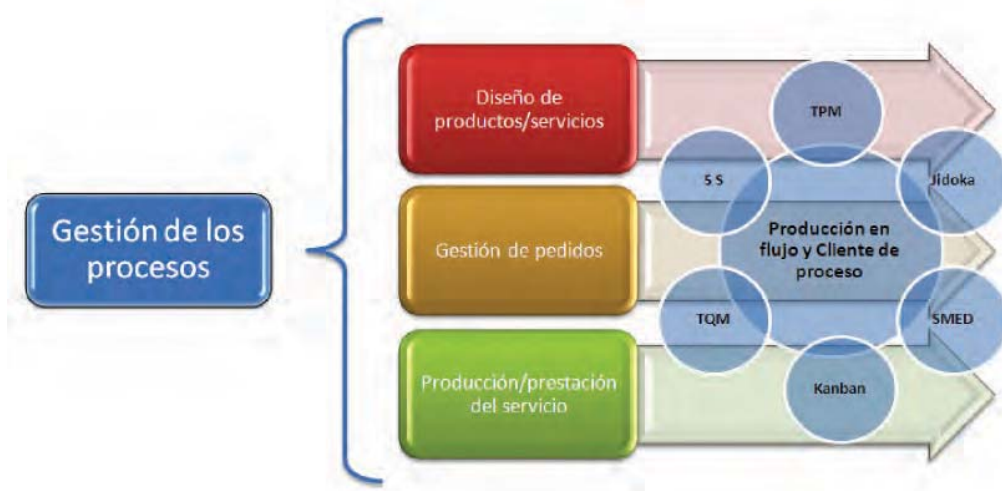 Gestión de los
procesos
Diseño de
productos/servicios
Gestión de pedidos
Producción/prestación
del servicio
TPM
5 S
Jidoka
Producción en
flujo y Cliente de
proceso
TQM
SMED
Kanban